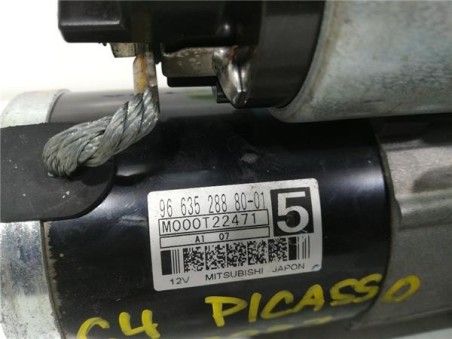 96 635 288 80-01
M000T22471 5
A1 07
12V MITSUBISHI JAPON
C4 PICASSO